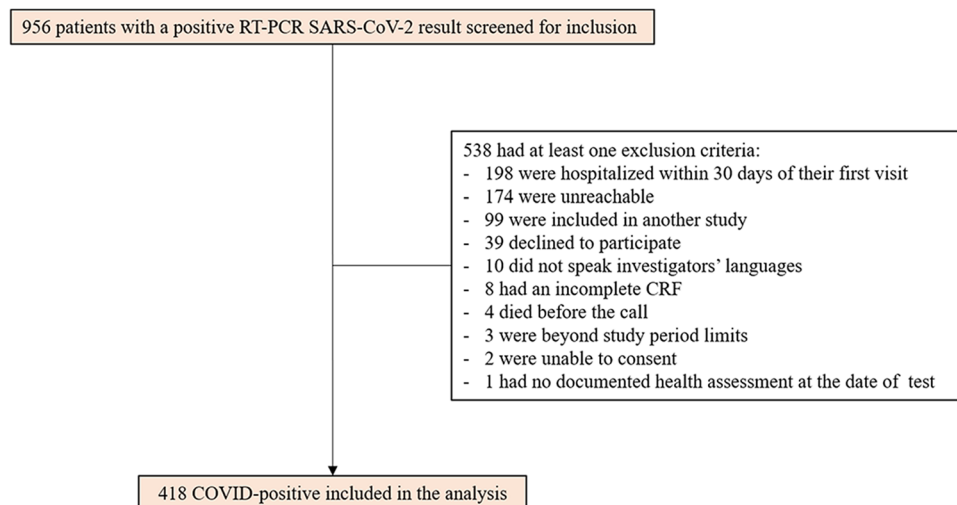 956 patients with a positive RT-PCR SARS-CoV-2 result screened for inclusion
538 had at least one exclusion criteria:
- 198 were hospitalized within 30 days of their first visit
- 174 were unreachable
- 99 were included in another study
- 39 declined to participate
- 10 did not speak investigators' languages
- 8 had an incomplete CRF
- 4 died before the call
- 3 were beyond study period limits
- 2 were unable to consent
- 1 had no documented health assessment at the date of test
418 COVID-positive included in the analysis